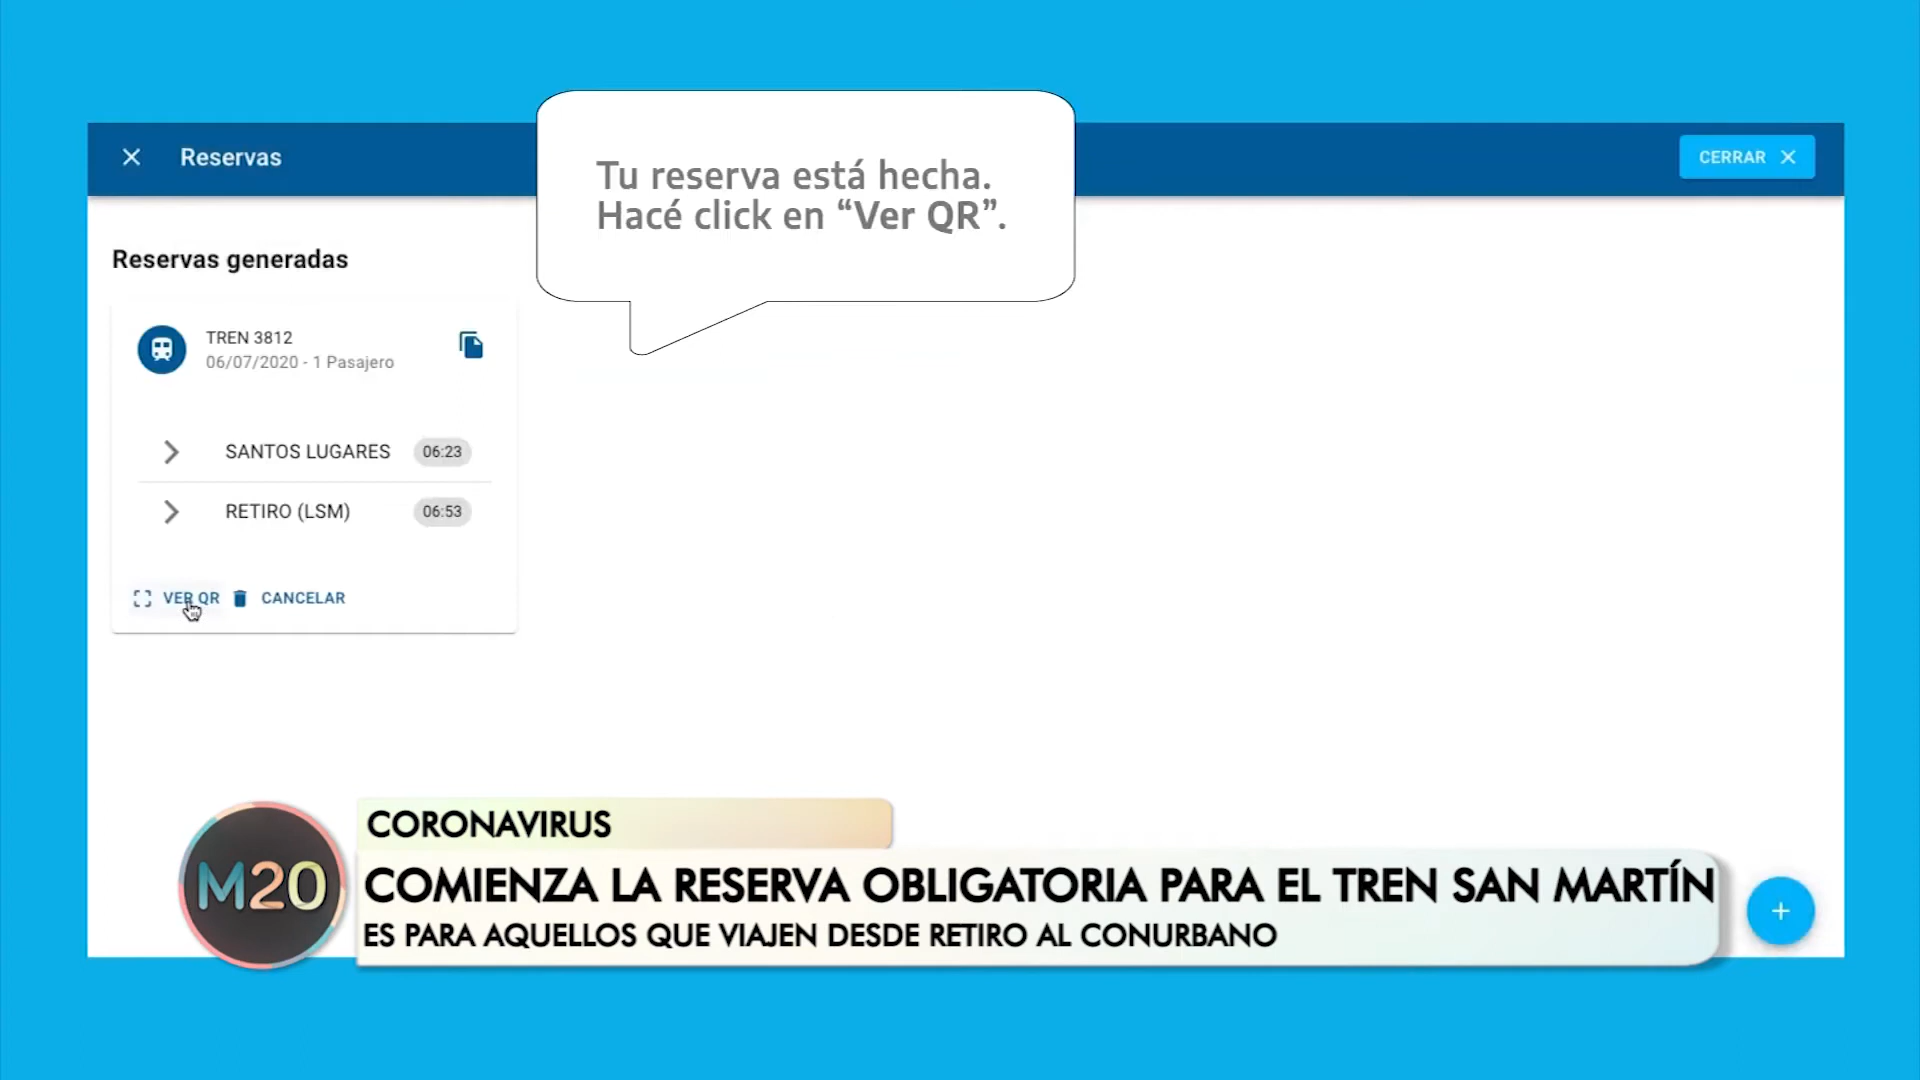 Reservas
CERRAR
Tu reserva está hecha.
Hacé click en “Ver QR”.
Reservas generadas
TREN 3812
06/07/2020 - 1 Pasajero
SANTOS LUGARES 06:23
RETIRO (LSM) 06:53
VER QR CANCELAR
CORONAVIRUS
M20
COMIENZA LA RESERVA OBLIGATORIA PARA EL TREN SAN MARTÍN
ES PARA AQUELLOS QUE VIAJEN DESDE RETIRO AL CONURBANO